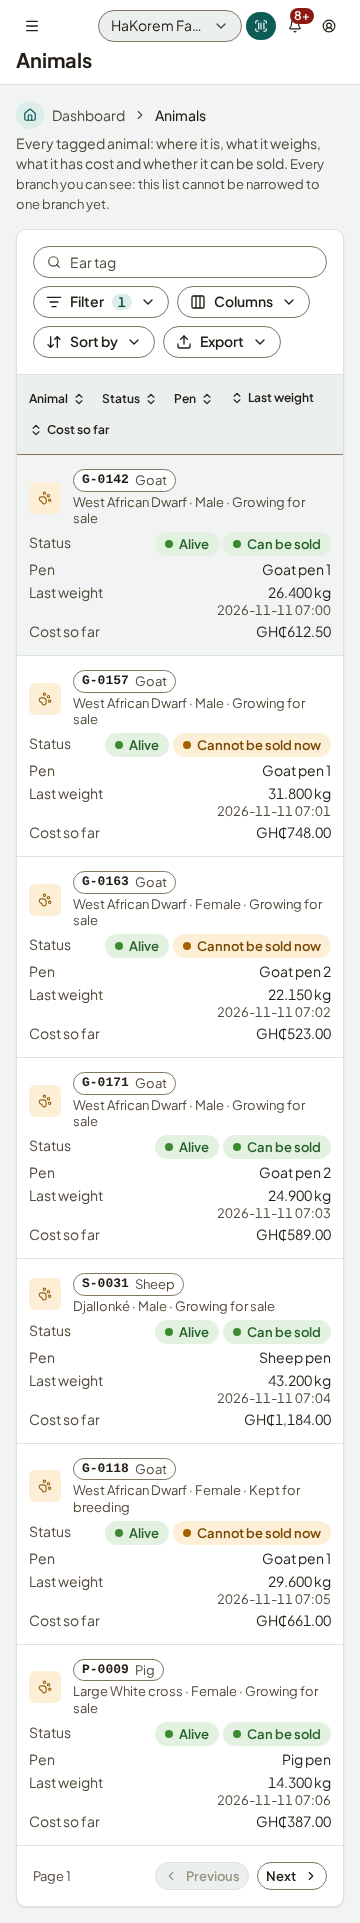 HaKorem Fa...
8+
Animals
Dashboard > Animals
Every tagged animal: where it is, what it weighs,
what it has cost and whether it can be sold. Every
branch you can see: this list cannot be narrowed to
one branch yet.
Ear tag
Filter 1 Columns
Sort by Export
Animal Status Pen Last weight
Cost so far
G-0142 Goat
West African Dwarf · Male · Growing for
sale
Status Alive Can be sold
Pen Goat pen 1
Last weight 26.400 kg
2026-11-11 07:00
Cost so far GH₵612.50
G-0157 Goat
West African Dwarf · Male · Growing for
sale
Status Alive Cannot be sold now
Pen Goat pen 1
Last weight 31.800 kg
2026-11-11 07:01
Cost so far GH₵748.00
G-0163 Goat
West African Dwarf · Female · Growing for
sale
Status Alive Cannot be sold now
Pen Goat pen 2
Last weight 22.150 kg
2026-11-11 07:02
Cost so far GH₵523.00
G-0171 Goat
West African Dwarf · Male · Growing for
sale
Status Alive Can be sold
Pen Goat pen 2
Last weight 24.900 kg
2026-11-11 07:03
Cost so far GH₵589.00
S-0031 Sheep
Djallonké · Male · Growing for sale
Status Alive Can be sold
Pen Sheep pen
Last weight 43.200 kg
2026-11-11 07:04
Cost so far GH₵1,184.00
G-0118 Goat
West African Dwarf · Female · Kept for
breeding
Status Alive Cannot be sold now
Pen Goat pen 1
Last weight 29.600 kg
2026-11-11 07:05
Cost so far GH₵661.00
P-0009 Pig
Large White cross · Female · Growing for
sale
Status Alive Can be sold
Pen Pig pen
Last weight 14.300 kg
2026-11-11 07:06
Cost so far GH₵387.00
Page 1 Previous Next